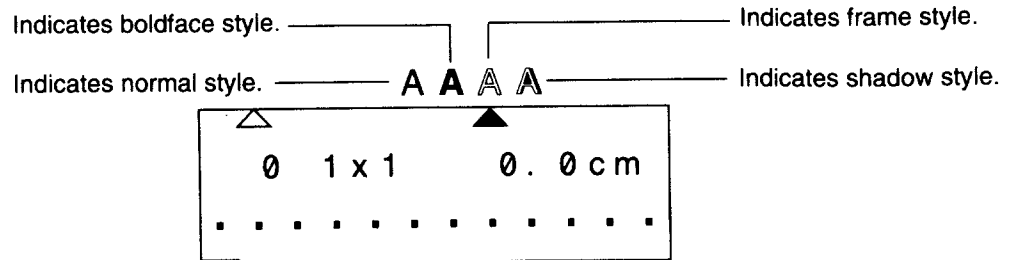 Indicates boldface style.
Indicates frame style.
Indicates normal style.
A A A A
Indicates shadow style.
0 1x1 0. 0cm